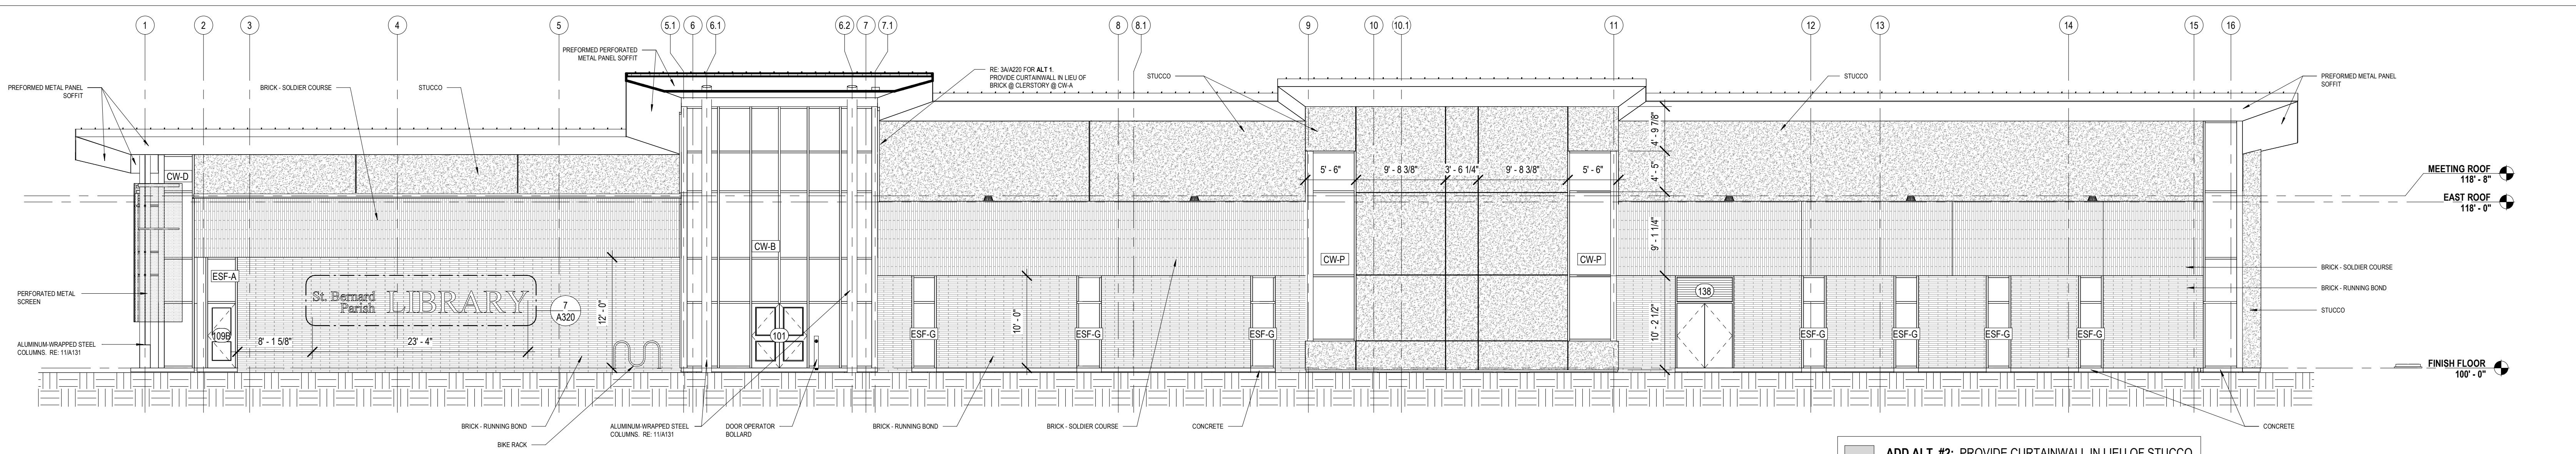 1 2 3 4 5 5.1 6 6.1 6.2 7 7.1 8 8.1 9 10 10.1 11 12 13 14 15 16
PREFORMED PERFORATED
METAL PANEL SOFFIT
RE: 3A/A220 FOR ALT 1.
PROVIDE CURTAINWALL IN LIEU OF
BRICK @ CLERSTORY @ CW-A
STUCCO
STUCCO
PREFORMED METAL PANEL
SOFFIT
PREFORMED METAL PANEL
SOFFIT
BRICK - SOLDIER COURSE
STUCCO
4' - 9 7/8"
4' - 5"
5' - 6"
9' - 8 3/8"
3' - 6 1/4"
9' - 8 3/8"
5' - 6"
MEETING ROOF
118' - 8"
EAST ROOF
118' - 0"
CW-D
CW-B
9' - 1 1/4"
CW-P
CW-P
BRICK - SOLDIER COURSE
BRICK - RUNNING BOND
STUCCO
ESF-A
St. Bernard
Parish
LIBRARY
7
A320
12' - 0"
PERFORATED METAL
SCREEN
138
10' - 0"
10' - 2 1/2"
109B
8' - 1 5/8"
23' - 4"
101
ESF-G
ESF-G
ESF-G
ESF-G
ESF-G
ESF-G
ESF-G
ALUMINUM-WRAPPED STEEL
COLUMNS. RE: 11/A131
FINISH FLOOR
100' - 0"
BRICK - RUNNING BOND
BIKE RACK
ALUMINUM-WRAPPED STEEL
COLUMNS. RE: 11/A131
DOOR OPERATOR
BOLLARD
BRICK - RUNNING BOND
BRICK - SOLDIER COURSE
CONCRETE
CONCRETE
ADD ALT. #2: PROVIDE CURTAINWALL IN LIEU OF STUCCO